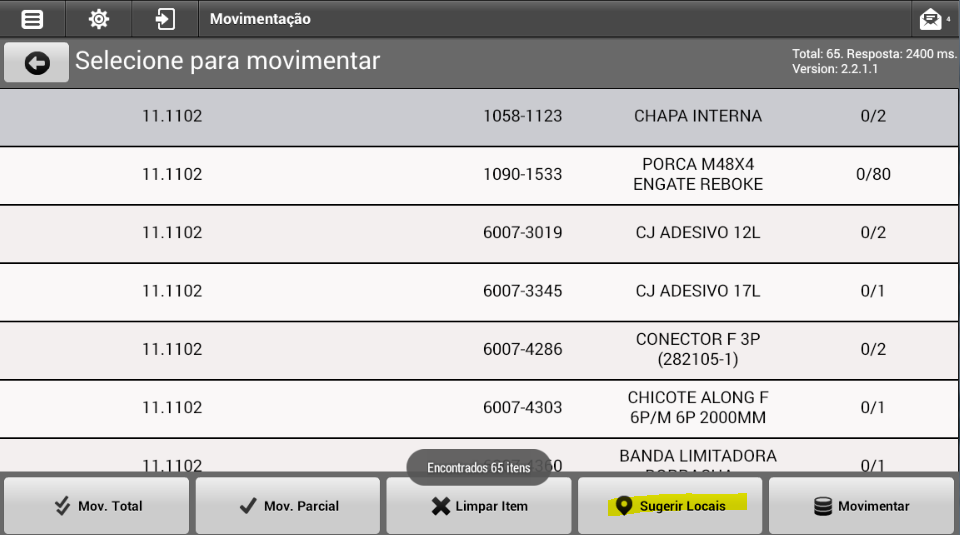 Movimentação
4
Selecione para movimentar
Total: 65. Resposta: 2400 ms.
Version: 2.2.1.1
11.1102 1058-1123 CHAPA INTERNA 0/2
11.1102 1090-1533 PORCA M48X4
ENGATE REBOKE 0/80
11.1102 6007-3019 CJ ADESIVO 12L 0/2
11.1102 6007-3345 CJ ADESIVO 17L 0/1
11.1102 6007-4286 CONECTOR F 3P
(282105-1) 0/2
11.1102 6007-4303 CHICOTE ALONG F
6P/M 6P 2000MM 0/1
11.1102 BANDA LIMITADORA 0/1
Encontrados 65 itens
Mov. Total Mov. Parcial Limpar Item Sugerir Locais Movimentar